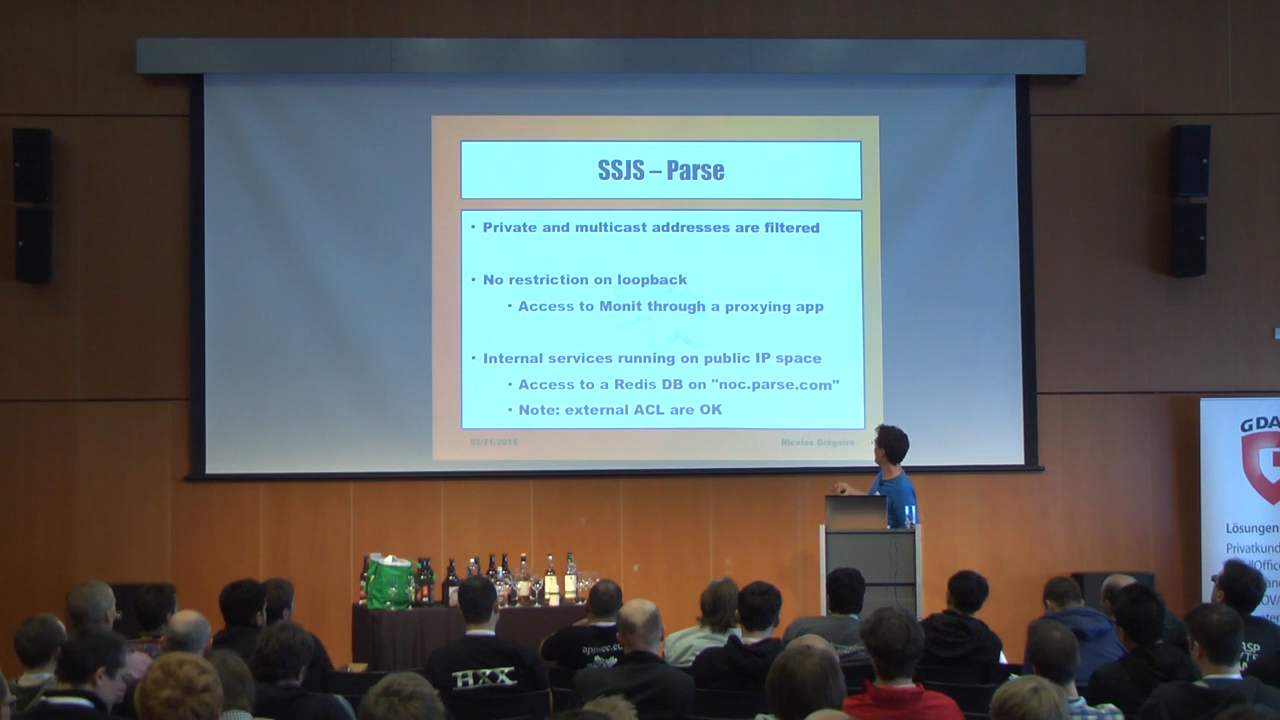 SSJS – Parse
• Private and multicast addresses are filtered
• No restriction on loopback
• Access to Monit through a proxying app
• Internal services running on public IP space
• Access to a Redis DB on "noc.parse.com"
• Note: external ACL are OK
05/21/2015
Nicolas Grégoire
GDA
Lösungen
Privatkund